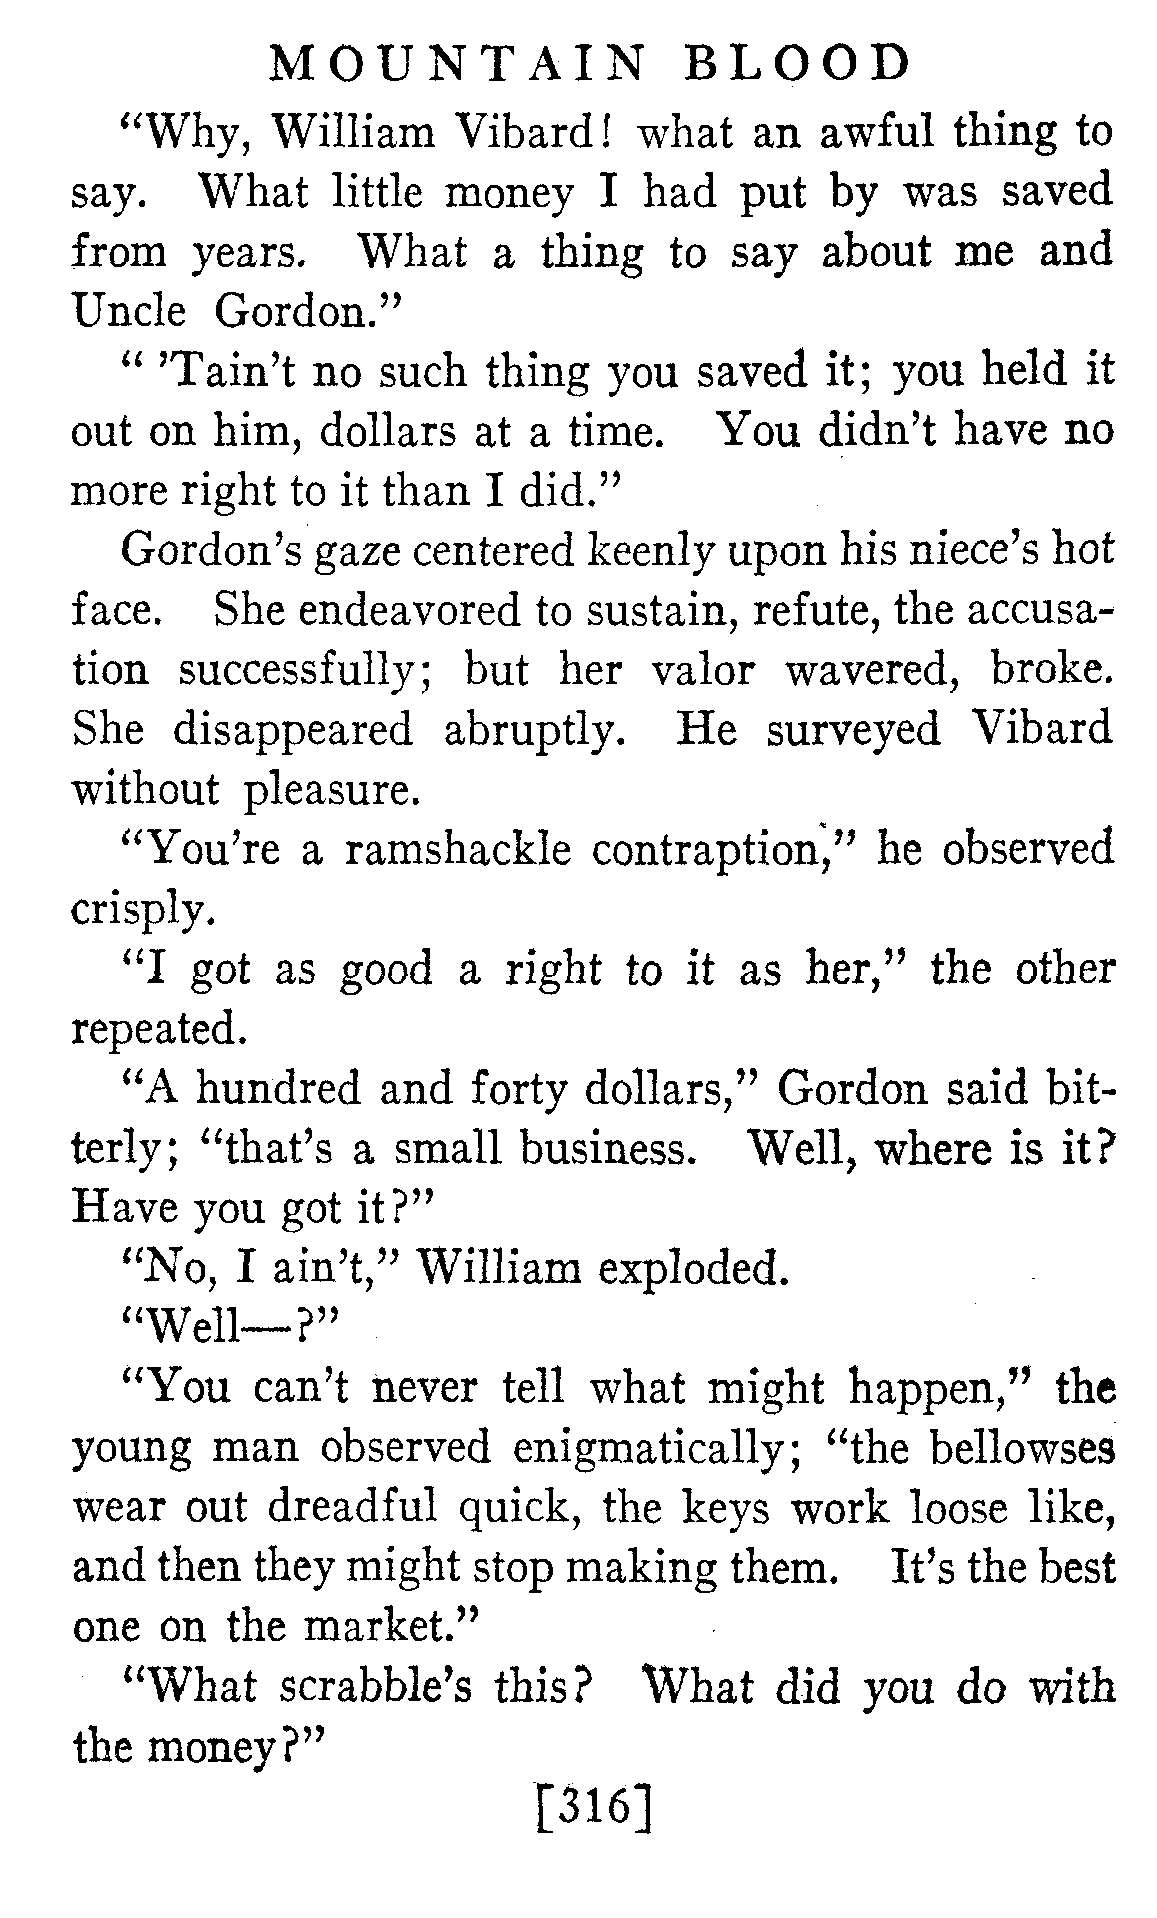 MOUNTAIN BLOOD
“Why, William Vibard! what an awful thing to
say. What little money I had put by was saved
from years. What a thing to say about me and
Uncle Gordon.”
“ ’Tain’t no such thing you saved it; you held it
out on him, dollars at a time. You didn’t have no
more right to it than I did.”
Gordon’s gaze centered keenly upon his niece’s hot
face. She endeavored to sustain, refute, the accusa-
tion successfully; but her valor wavered, broke.
She disappeared abruptly. He surveyed Vibard
without pleasure.
“You’re a ramshackle contraption,” he observed
crisply.
“I got as good a right to it as her,” the other
repeated.
“A hundred and forty dollars,” Gordon said bit-
terly; “that’s a small business. Well, where is it?
Have you got it?”
“No, I ain’t,” William exploded.
“Well—?”
“You can’t never tell what might happen,” the
young man observed enigmatically; “the bellowses
wear out dreadful quick, the keys work loose like,
and then they might stop making them. It’s the best
one on the market.”
“What scrabble’s this? What did you do with
the money?”
[316]